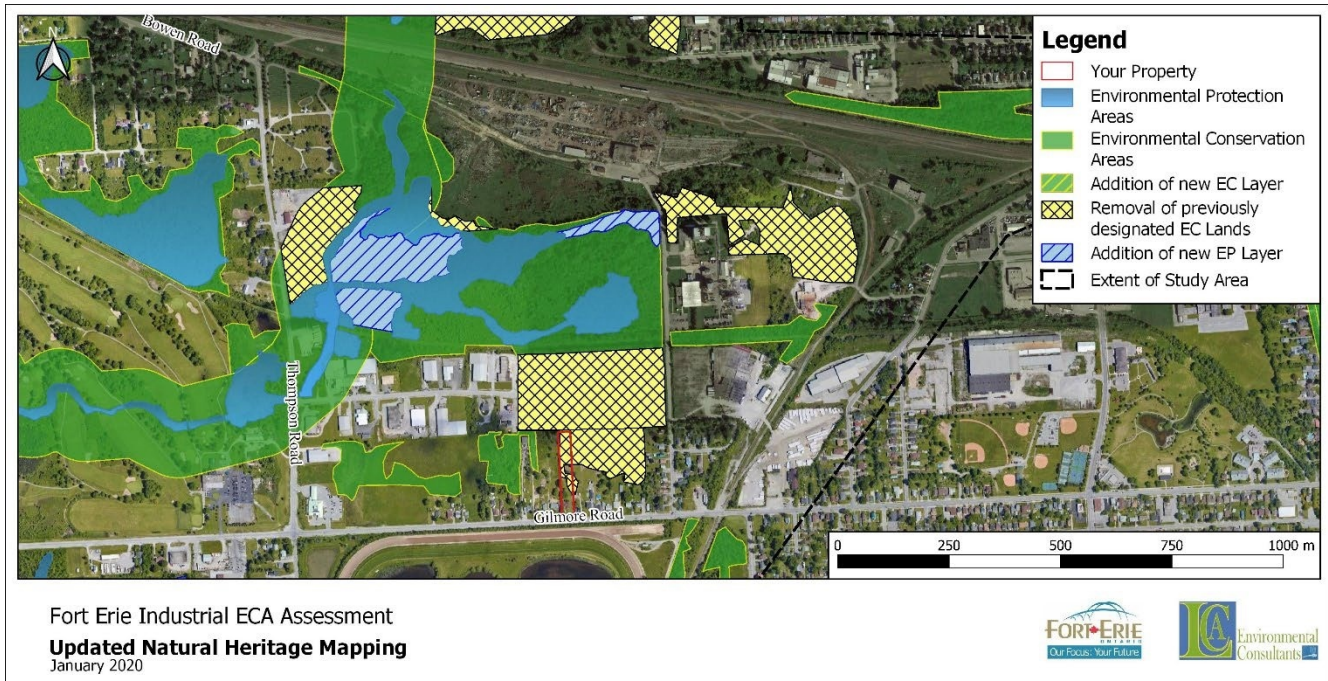 Bowen Road
N
Thompson Road
Gilmore Road
Legend
Your Property
Environmental Protection
Areas
Environmental Conservation
Areas
Addition of new EC Layer
Removal of previously
designated EC Lands
Addition of new EP Layer
Extent of Study Area
0 250 500 750 1000 m
Fort Erie Industrial ECA Assessment
Updated Natural Heritage Mapping
January 2020
FORT ERIE
ONTARIO
Our Focus: Your Future
LCA
Environmental
Consultants